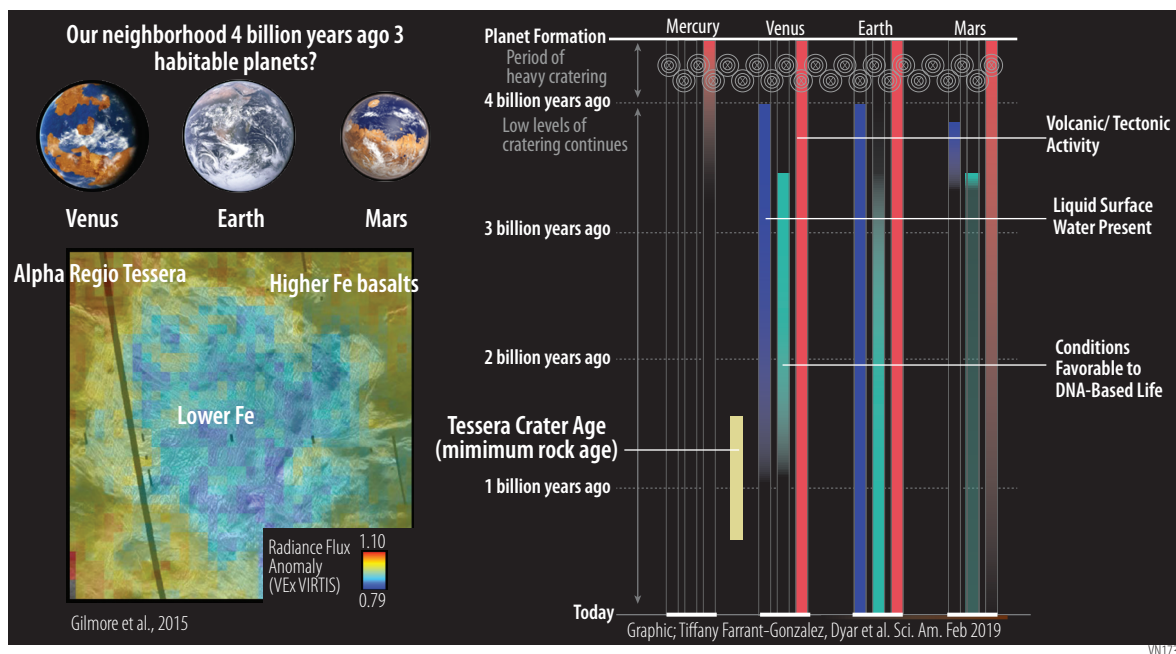 Our neighborhood 4 billion years ago 3
habitable planets?
Venus
Earth
Mars
Alpha Regio Tessera
Higher Fe basalts
Lower Fe
Radiance Flux
Anomaly
(VEx VIRTIS)
1.10
0.79
Gilmore et al., 2015
Mercury
Venus
Earth
Mars
Planet Formation
Period of
heavy cratering
4 billion years ago
Low levels of
cratering continues
3 billion years ago
2 billion years ago
Tessera Crater Age
(mimimum rock age)
1 billion years ago
Today
Volcanic/ Tectonic
Activity
Liquid Surface
Water Present
Conditions
Favorable to
DNA-Based Life
Graphic; Tiffany Farrant-Gonzalez, Dyar et al. Sci. Am. Feb 2019